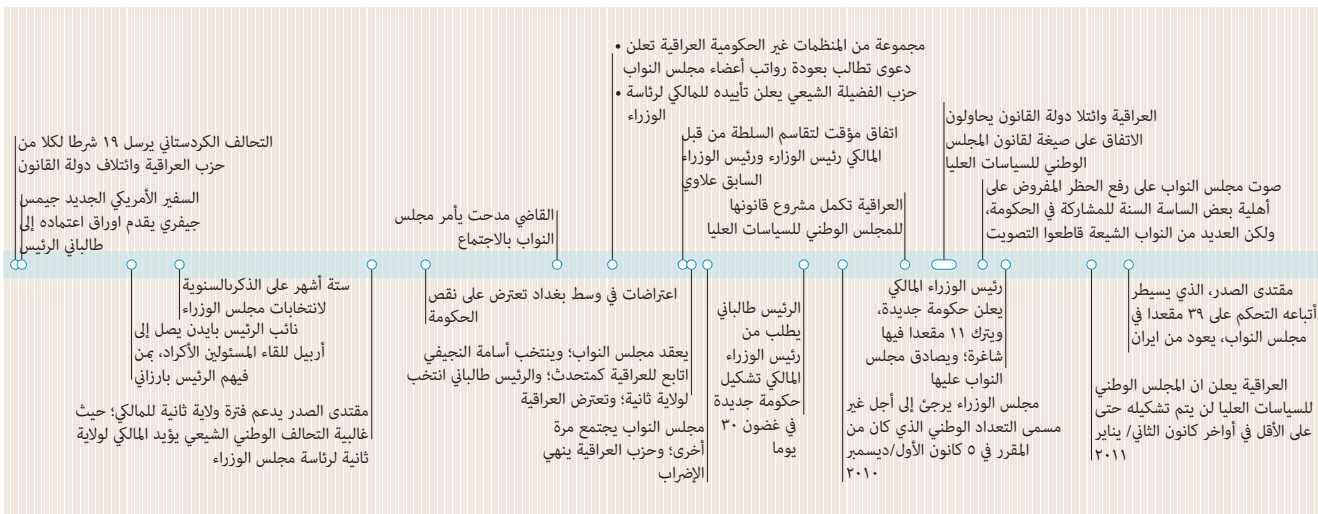 التحالف الكردستاني يرسل ١٩ شرطا لكلا من
حزب العراقية وائتلاف دولة القانون
السفير الأمريكي الجديد جيمس
جيفري يقدم اوراق اعتماده إلى
طالباني الرئيس
نائب الرئيس بايدن يصل إلى
أربيل للقاء المسئولين الأكراد، بمن
فيهم الرئيس بارزاني
ستة أشهر على الذكرىالسنوية
لانتخابات مجلس الوزراء
مقتدى الصدر يدعم فترة ولاية ثانية للمالكي؛ حيث
غالبية التحالف الوطني الشيعي يؤيد المالكي لولاية
ثانية لرئاسة مجلس الوزراء
اعتراضات في وسط بغداد تعترض على نقص
الحكومة
القاضي مدحت يأمر مجلس
النواب بالاجتماع
مجموعة من المنظمات غير الحكومية العراقية تعلن •
دعوى تطالب بعودة رواتب أعضاء مجلس النواب
حزب الفضيلة الشيعي يعلن تأييده للمالكي لرئاسة •
الوزراء
اتفاق مؤقت لتقاسم السلطة من قبل
المالكي رئيس الوزارء ورئيس الوزراء
السابق علاوي
يعقد مجلس النواب؛ وينتخب أسامة النجيفي
اتابع للعراقية كمتحدث؛ والرئيس طالباني انتخب
لولاية ثانية؛ وتعترض العراقية
مجلس النواب يجتمع مرة
أخرى؛ وحزب العراقية ينهي
الإضراب
الرئيس طالباني
يطلب من
رئيس الوزراء
المالكي تشكيل
حكومة جديدة
في غضون ٣٠
يوما
مجلس الوزراء يرجئ إلى أجل غير
مسمى التعداد الوطني الذي كان من
المقرر في ٥ كانون الأول/ديسمبر
٢٠١٠
العراقية تكمل مشروع قانونها
للمجلس الوطني للسياسات العليا
العراقية وائتلا دولة القانون يحاولون
الاتفاق على صيغة لقانون المجلس
الوطني للسياسات العليا
صوت مجلس النواب على رفع الحظر المفروض على
أهلية بعض الساسة السنة للمشاركة في الحكومة،
ولكن العديد من النواب الشيعة قاطعوا التصويت
رئيس الوزراء المالكي
يعلن حكومة جديدة،
ويترك ١١ مقعدا فيها
شاغرة؛ ويصادق مجلس
النواب عليها
العراقية يعلن ان المجلس الوطني
للسياسات العليا لن يتم تشكيله حتى
على الأقل في أواخر كانون الثاني/ يناير
٢٠١١
مقتدى الصدر، الذي يسيطر
أتباعه التحكم على ٣٩ مقعدا في
مجلس النواب، يعود من ايران